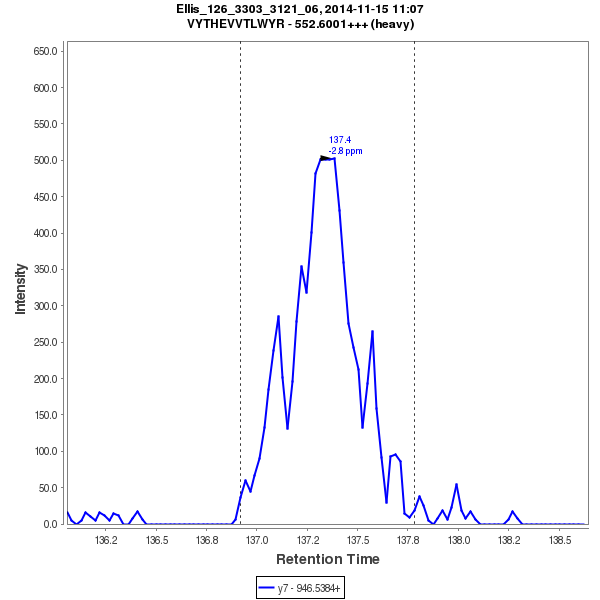 Ellis_126_3303_3121_06, 2014-11-15 11:07
VYTHEVVTLWYR - 552.6001+++ (heavy)
650.0
600.0
550.0
500.0
450.0
400.0
350.0
300.0
250.0
200.0
150.0
100.0
50.0
0.0
Intensity
137.4
-2.8 ppm
136.2 136.5 136.8 137.0 137.2 137.5 137.8 138.0 138.2 138.5
Retention Time
y7 - 946.5384+